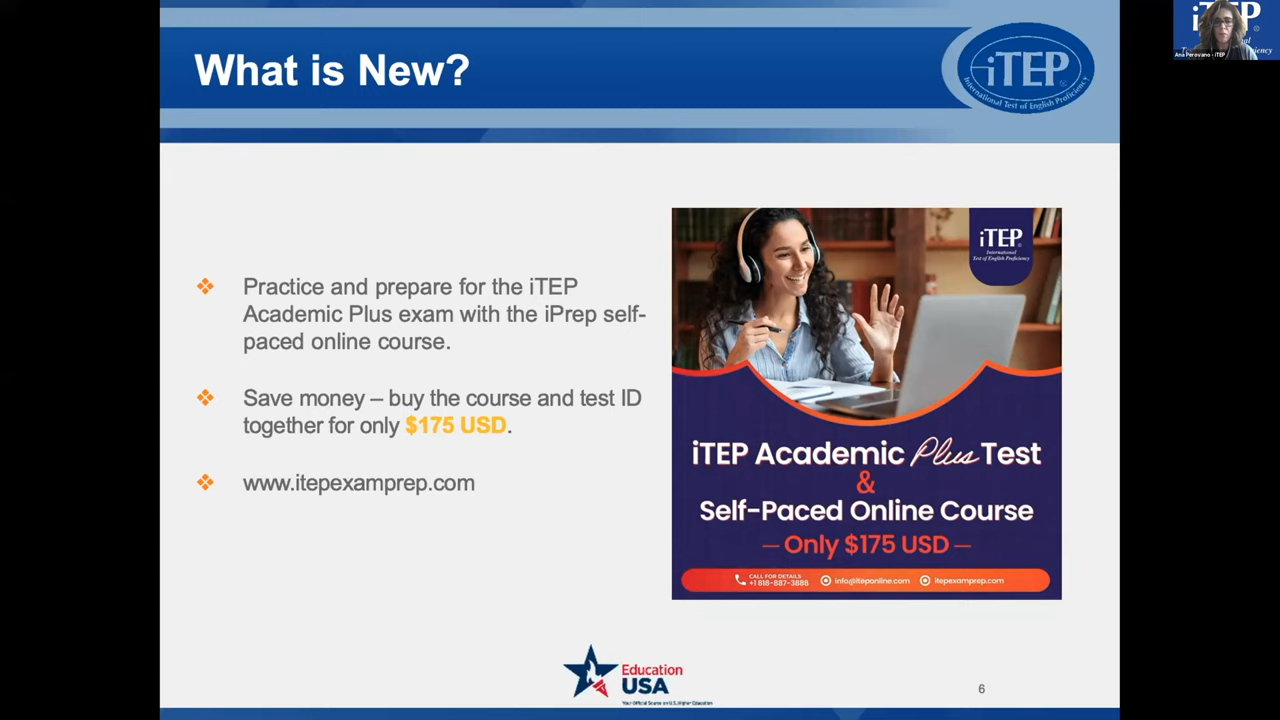 What is New?
iTEP®
International Test of English Proficiency
iTEP
Ana Perovano - iTEP
Practice and prepare for the iTEP
Academic Plus exam with the iPrep self-
paced online course.
Save money – buy the course and test ID
together for only $175 USD.
www.itepexamprep.com
iTEP®
International
Test of English Proficiency
iTEP Academic Plus Test
&
Self-Paced Online Course
— Only $175 USD —
CALL FOR DETAILS
+1 818-887-3888
info@iteponline.com
itepexamprep.com
Education
USA
Your Official Source on U.S. Higher Education
6